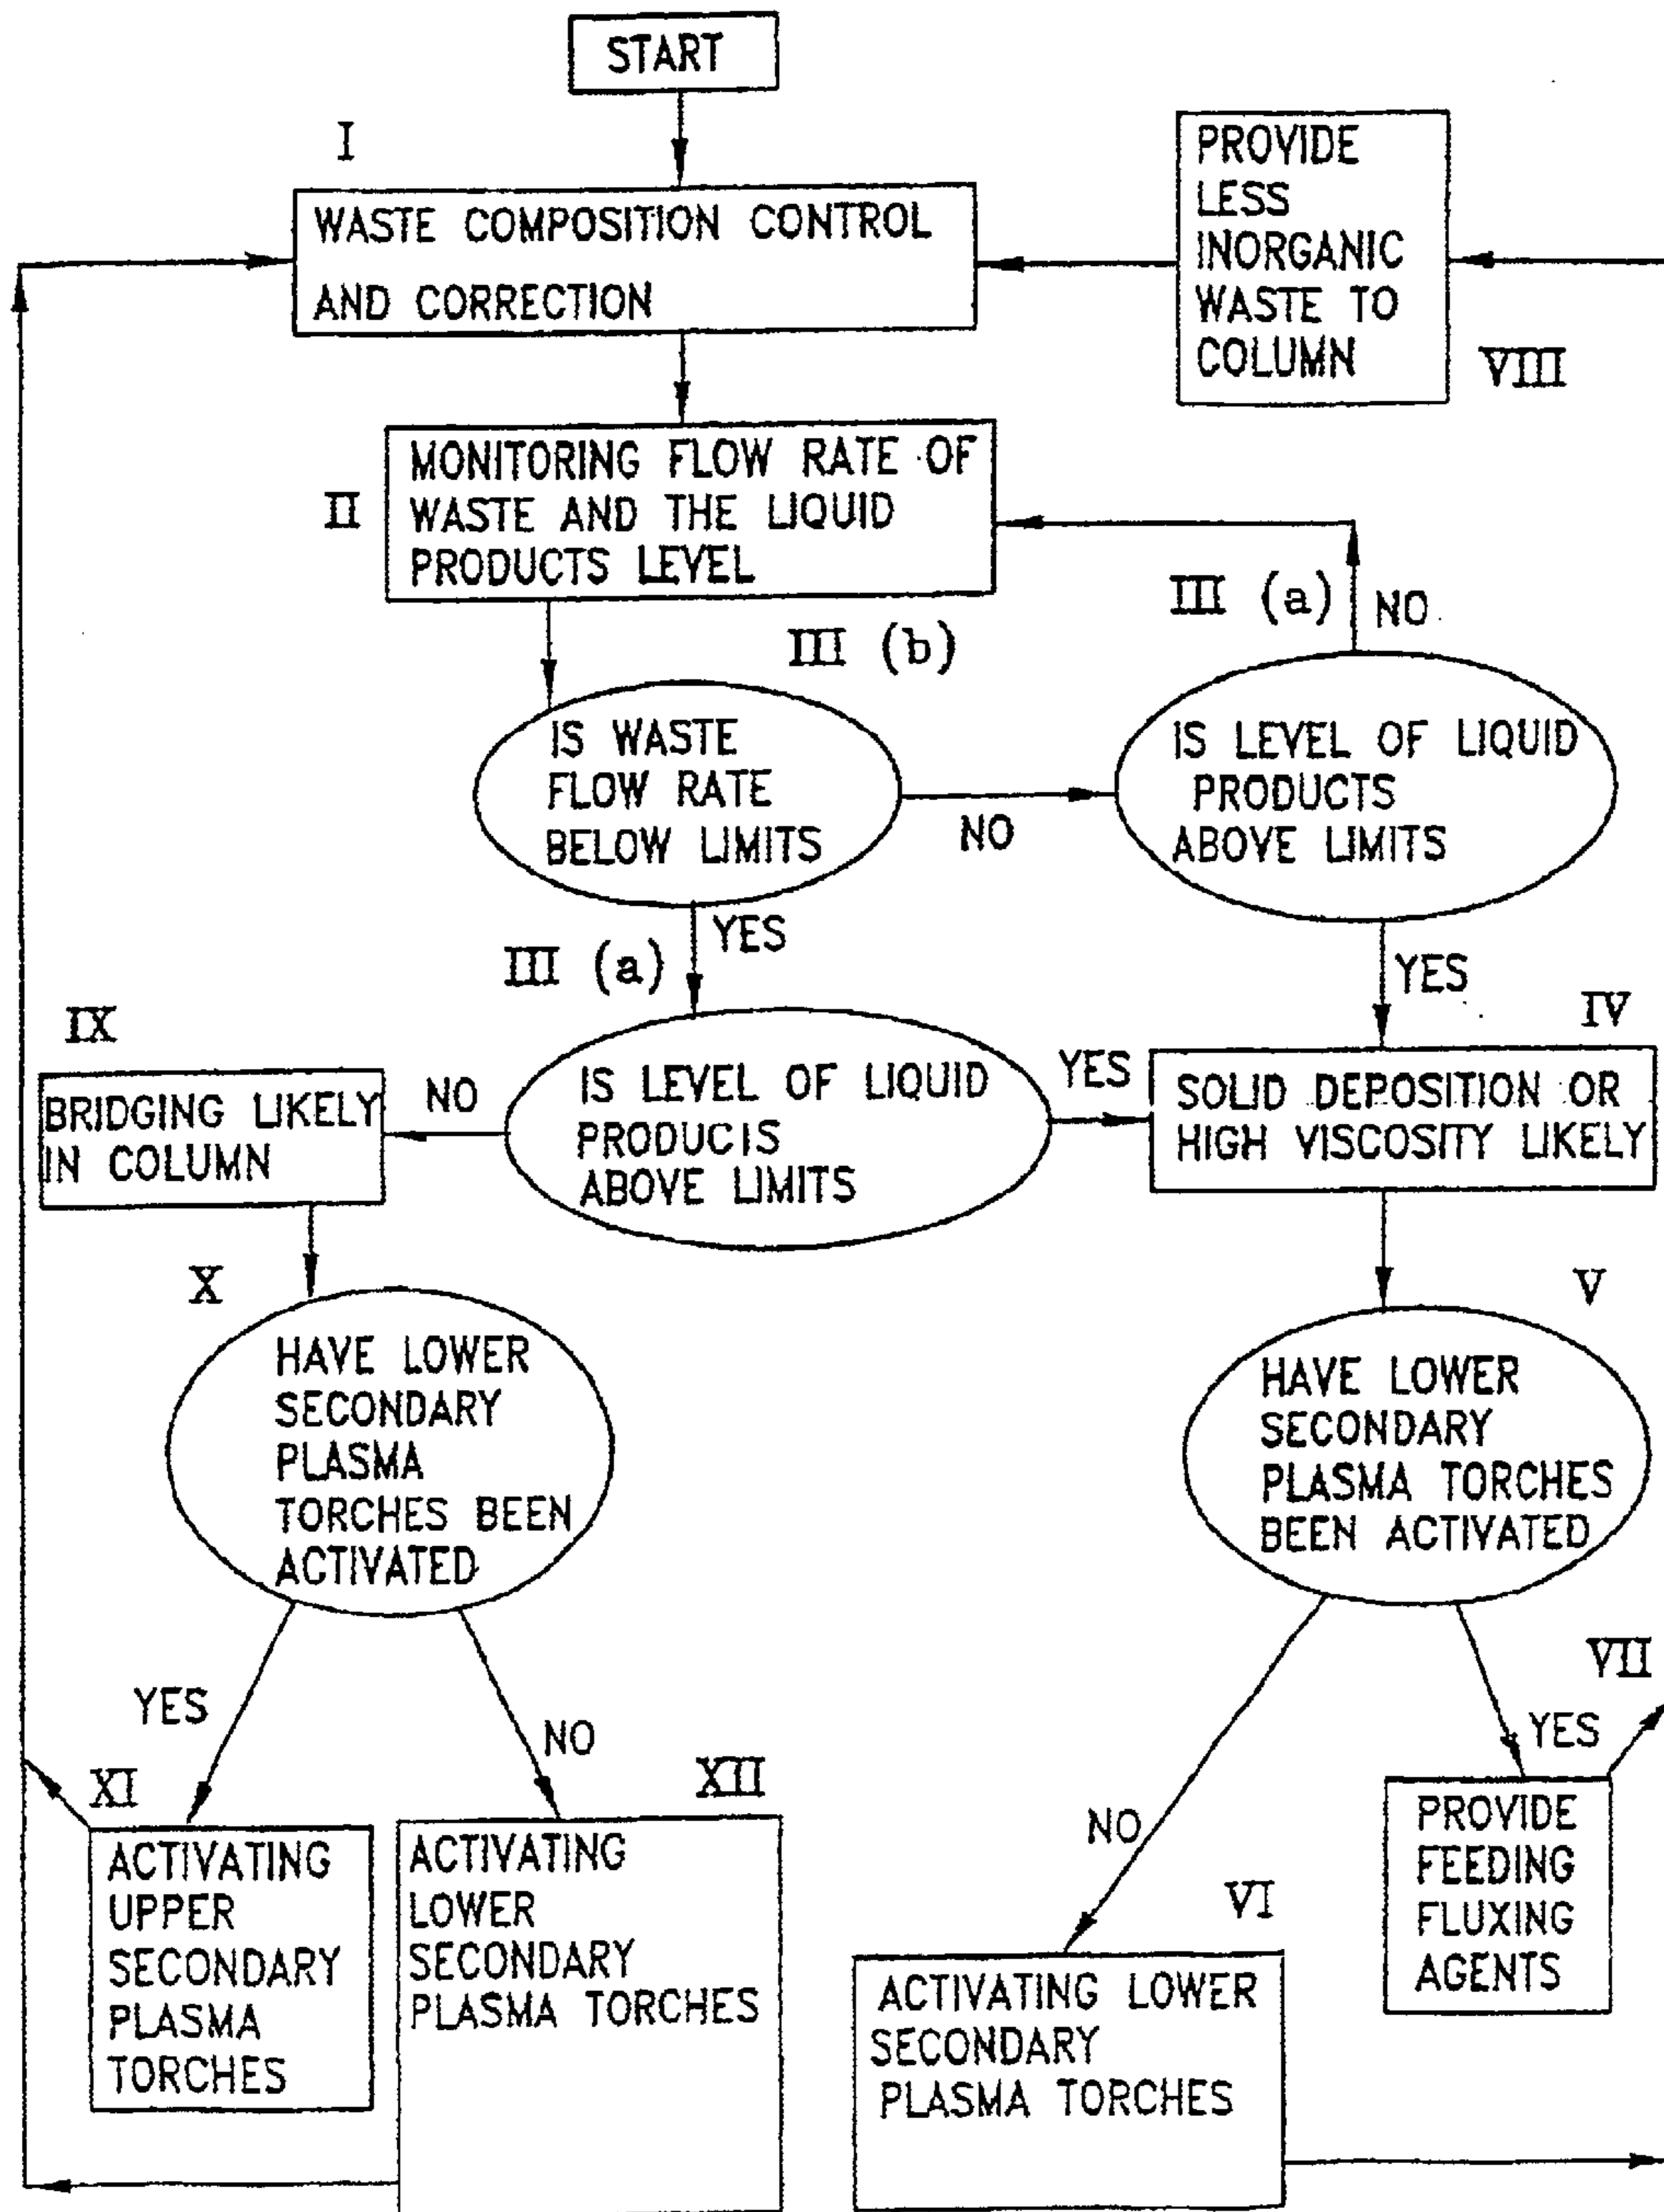 START
I
WASTE COMPOSITION CONTROL
AND CORRECTION
PROVIDE
LESS
INORGANIC
WASTE TO
COLUMN
VIII
II
MONITORING FLOW RATE OF
WASTE AND THE LIQUID
PRODUCTS LEVEL
III (a)
NO
III (b)
IS WASTE
FLOW RATE
BELOW LIMITS
NO
IS LEVEL OF LIQUID
PRODUCTS
ABOVE LIMITS
YES
III (a)
YES
IX
BRIDGING LIKELY
IN COLUMN
NO
IS LEVEL OF LIQUID
PRODUCIS
ABOVE LIMITS
YES
IV
SOLID DEPOSITION OR
HIGH VISCOSITY LIKELY
X
HAVE LOWER
SECONDARY
PLASMA
TORCHES BEEN
ACTIVATED
V
HAVE LOWER
SECONDARY
PLASMA TORCHES
BEEN ACTIVATED
YES
NO
XI
ACTIVATING
UPPER
SECONDARY
PLASMA
TORCHES
XII
ACTIVATING
LOWER
SECONDARY
PLASMA TORCHES
NO
VI
ACTIVATING LOWER
SECONDARY
PLASMA TORCHES
YES
VII
PROVIDE
FEEDING
FLUXING
AGENTS